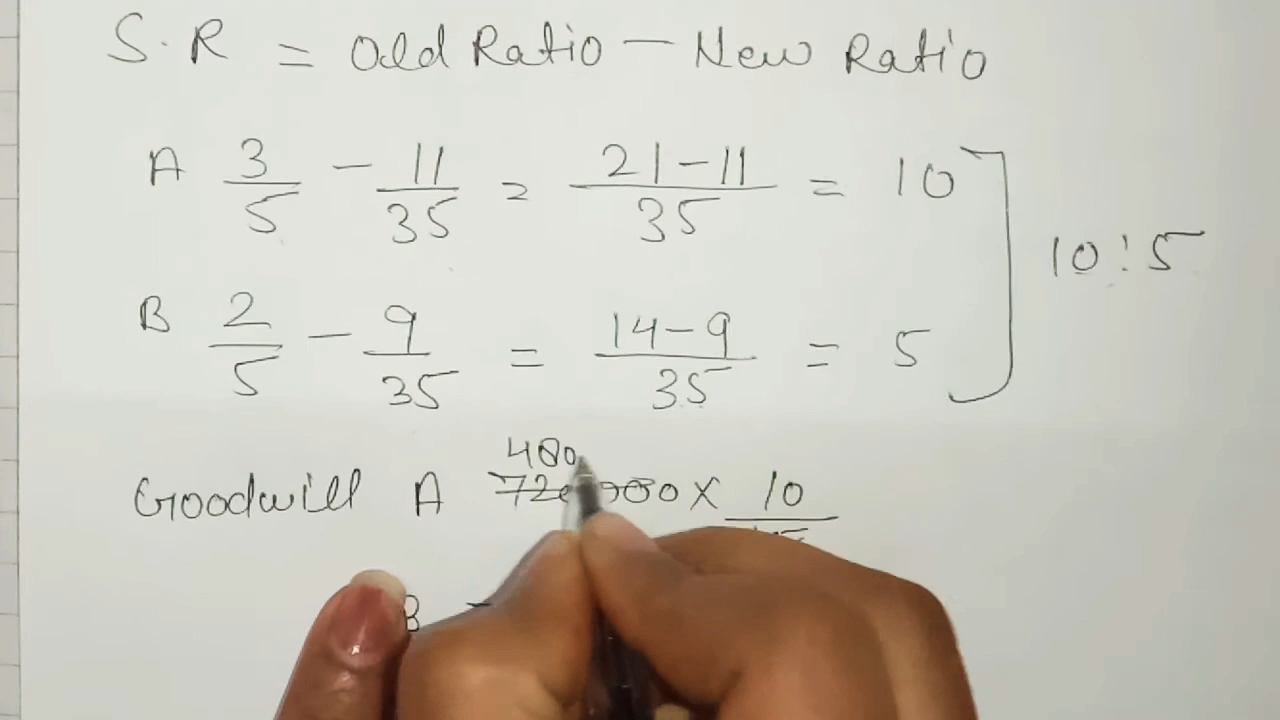 S.R = Old Ratio - New Ratio
A 3/5 - 11/35 = 21-11/35 = 10
10:5
B 2/5 - 9/35 = 14-9/35 = 5
480
Goodwill A 720000 X 10/15
B